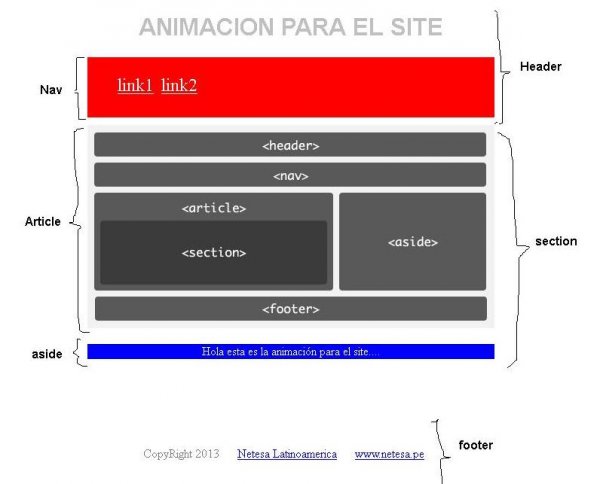 ANIMACION PARA EL SITE
Header
Nav
link1 link2
<header>
<nav>
Article
<article>
<section>
<aside>
section
<footer>
aside
Hola esta es la animación para el site....
footer
CopyRight 2013 Netesa Latinoamerica www.netesa.pe